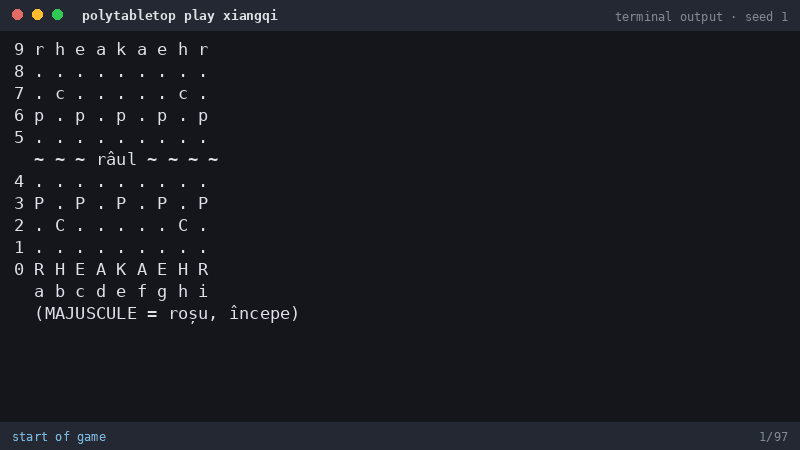 polytabletop play xiangqi
terminal output · seed 1
9 r h e a k a e h r
8 . . . . . . . . .
7 . c . . . . . c .
6 p . p . p . p . p
5 . . . . . . . . .
~ ~ ~ râul ~ ~ ~ ~
4 . . . . . . . . .
3 P . P . P . P . P
2 . C . . . . . C .
1 . . . . . . . . .
0 R H E A K A E H R
a b c d e f g h i
(MAJUSCULE = roșu, începe)
start of game
1/97